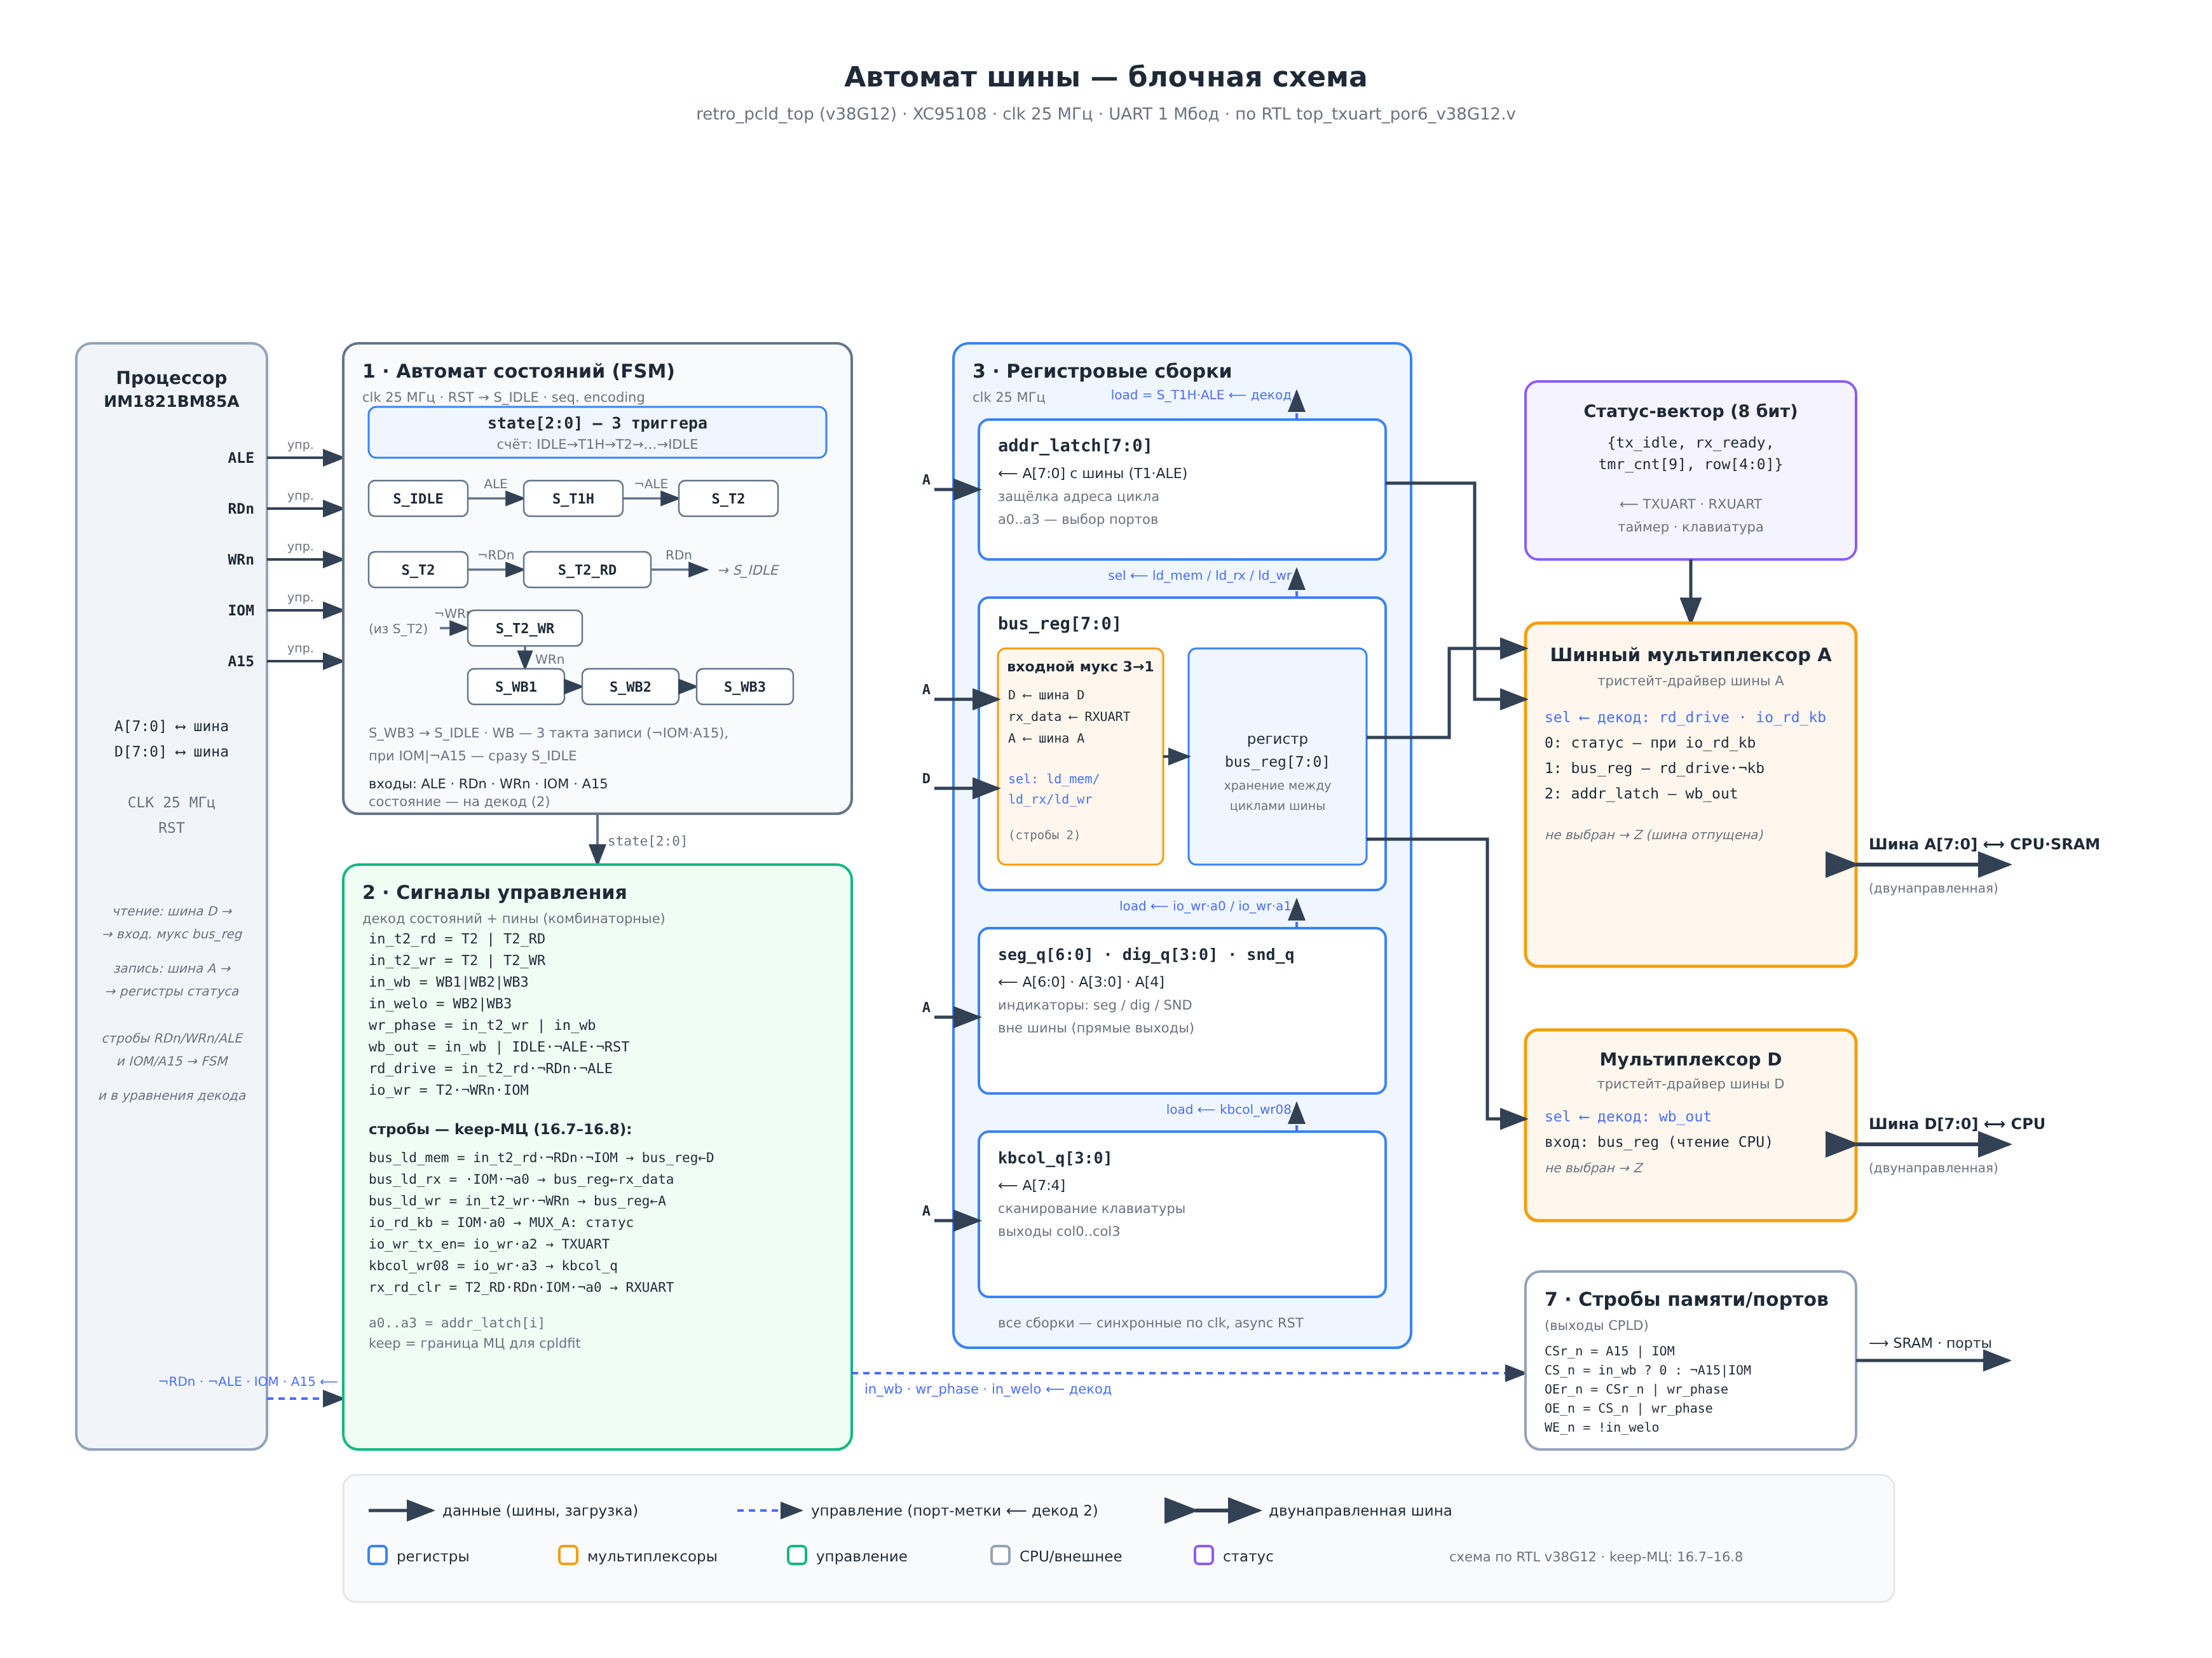 Автомат шины — блочная схема
retro_pcld_top (v38G12) · XC95108 · clk 25 МГц · UART 1 Мбод · по RTL top_txuart_por6_v38G12.v
Процессор
ИМ1821ВМ85А
ALE
RDn
WRn
IOM
A15
упр.
упр.
упр.
упр.
упр.
A[7:0] ↔ шина
D[7:0] ↔ шина
CLK 25 МГц
RST
чтение: шина D →
→ вход. мукс bus_reg
запись: шина A →
→ регистры статуса
стробы RDn/WRn/ALE
и IOM/A15 → FSM
и в уравнения декода
¬RDn · ¬ALE · IOM · A15 ⟵
1 · Автомат состояний (FSM)
clk 25 МГц · RST → S_IDLE · seq. encoding
state[2:0] — 3 триггера
счёт: IDLE→T1H→T2→...→IDLE
S_IDLE
ALE
S_T1H
¬ALE
S_T2
S_T2
¬RDn
S_T2_RD
RDn
→ S_IDLE
(из S_T2)
¬WRn
S_T2_WR
WRn
S_WB1
S_WB2
S_WB3
S_WB3 → S_IDLE · WB — 3 такта записи (¬IOM·A15),
при IOM|¬A15 — сразу S_IDLE
входы: ALE · RDn · WRn · IOM · A15
состояние — на декод (2)
state[2:0]
2 · Сигналы управления
декод состояний + пины (комбинаторные)
in_t2_rd = T2 | T2_RD
in_t2_wr = T2 | T2_WR
in_wb = WB1|WB2|WB3
in_welo = WB2|WB3
wr_phase = in_t2_wr | in_wb
wb_out = in_wb | IDLE·¬ALE·¬RST
rd_drive = in_t2_rd·¬RDn·¬ALE
io_wr = T2·¬WRn·IOM
стробы — keep-МЦ (16.7–16.8):
bus_ld_mem = in_t2_rd·¬RDn·¬IOM → bus_reg←D
bus_ld_rx = ·IOM·¬a0 → bus_reg←rx_data
bus_ld_wr = in_t2_wr·¬WRn → bus_reg←A
io_rd_kb = IOM·a0 → MUX_A: статус
io_wr_tx_en= io_wr·a2 → TXUART
kbcol_wr08 = io_wr·a3 → kbcol_q
rx_rd_clr = T2_RD·RDn·IOM·¬a0 → RXUART
a0..a3 = addr_latch[i]
keep = граница МЦ для cpldfit
3 · Регистровые сборки
clk 25 МГц
load = S_T1H·ALE ⟵ декод
addr_latch[7:0]
⟵ A[7:0] с шины (T1·ALE)
защёлка адреса цикла
a0..a3 — выбор портов
A
sel ⟵ ld_mem / ld_rx / ld_wr
bus_reg[7:0]
входной мукс 3→1
D ← шина D
rx_data ← RXUART
A ← шина A
sel: ld_mem/
ld_rx/ld_wr
(стробы 2)
A
D
регистр
bus_reg[7:0]
хранение между
циклами шины
load ⟵ io_wr·a0 / io_wr·a1
seg_q[6:0] · dig_q[3:0] · snd_q
⟵ A[6:0] · A[3:0] · A[4]
индикаторы: seg / dig / SND
вне шины (прямые выходы)
A
load ⟵ kbcol_wr08
kbcol_q[3:0]
⟵ A[7:4]
сканирование клавиатуры
выходы col0..col3
A
все сборки — синхронные по clk, async RST
in_wb · wr_phase · in_welo ⟵ декод
Статус-вектор (8 бит)
{tx_idle, rx_ready,
tmr_cnt[9], row[4:0]}
⟵ TXUART · RXUART
таймер · клавиатура
Шинный мультиплексор A
тристейт-драйвер шины A
sel ← декод: rd_drive · io_rd_kb
0: статус — при io_rd_kb
1: bus_reg — rd_drive·¬kb
2: addr_latch — wb_out
не выбран → Z (шина отпущена)
Шина A[7:0] ⟷ CPU·SRAM
(двунаправленная)
Мультиплексор D
тристейт-драйвер шины D
sel ← декод: wb_out
вход: bus_reg (чтение CPU)
не выбран → Z
Шина D[7:0] ⟷ CPU
(двунаправленная)
7 · Стробы памяти/портов
(выходы CPLD)
CSr_n = A15 | IOM
CS_n = in_wb ? 0 : ¬A15|IOM
OEr_n = CSr_n | wr_phase
OE_n = CS_n | wr_phase
WE_n = !in_welo
⟶ SRAM · порты
данные (шины, загрузка)
управление (порт-метки ⟵ декод 2)
двунаправленная шина
регистры
мультиплексоры
управление
CPU/внешнее
статус
схема по RTL v38G12 · keep-МЦ: 16.7–16.8